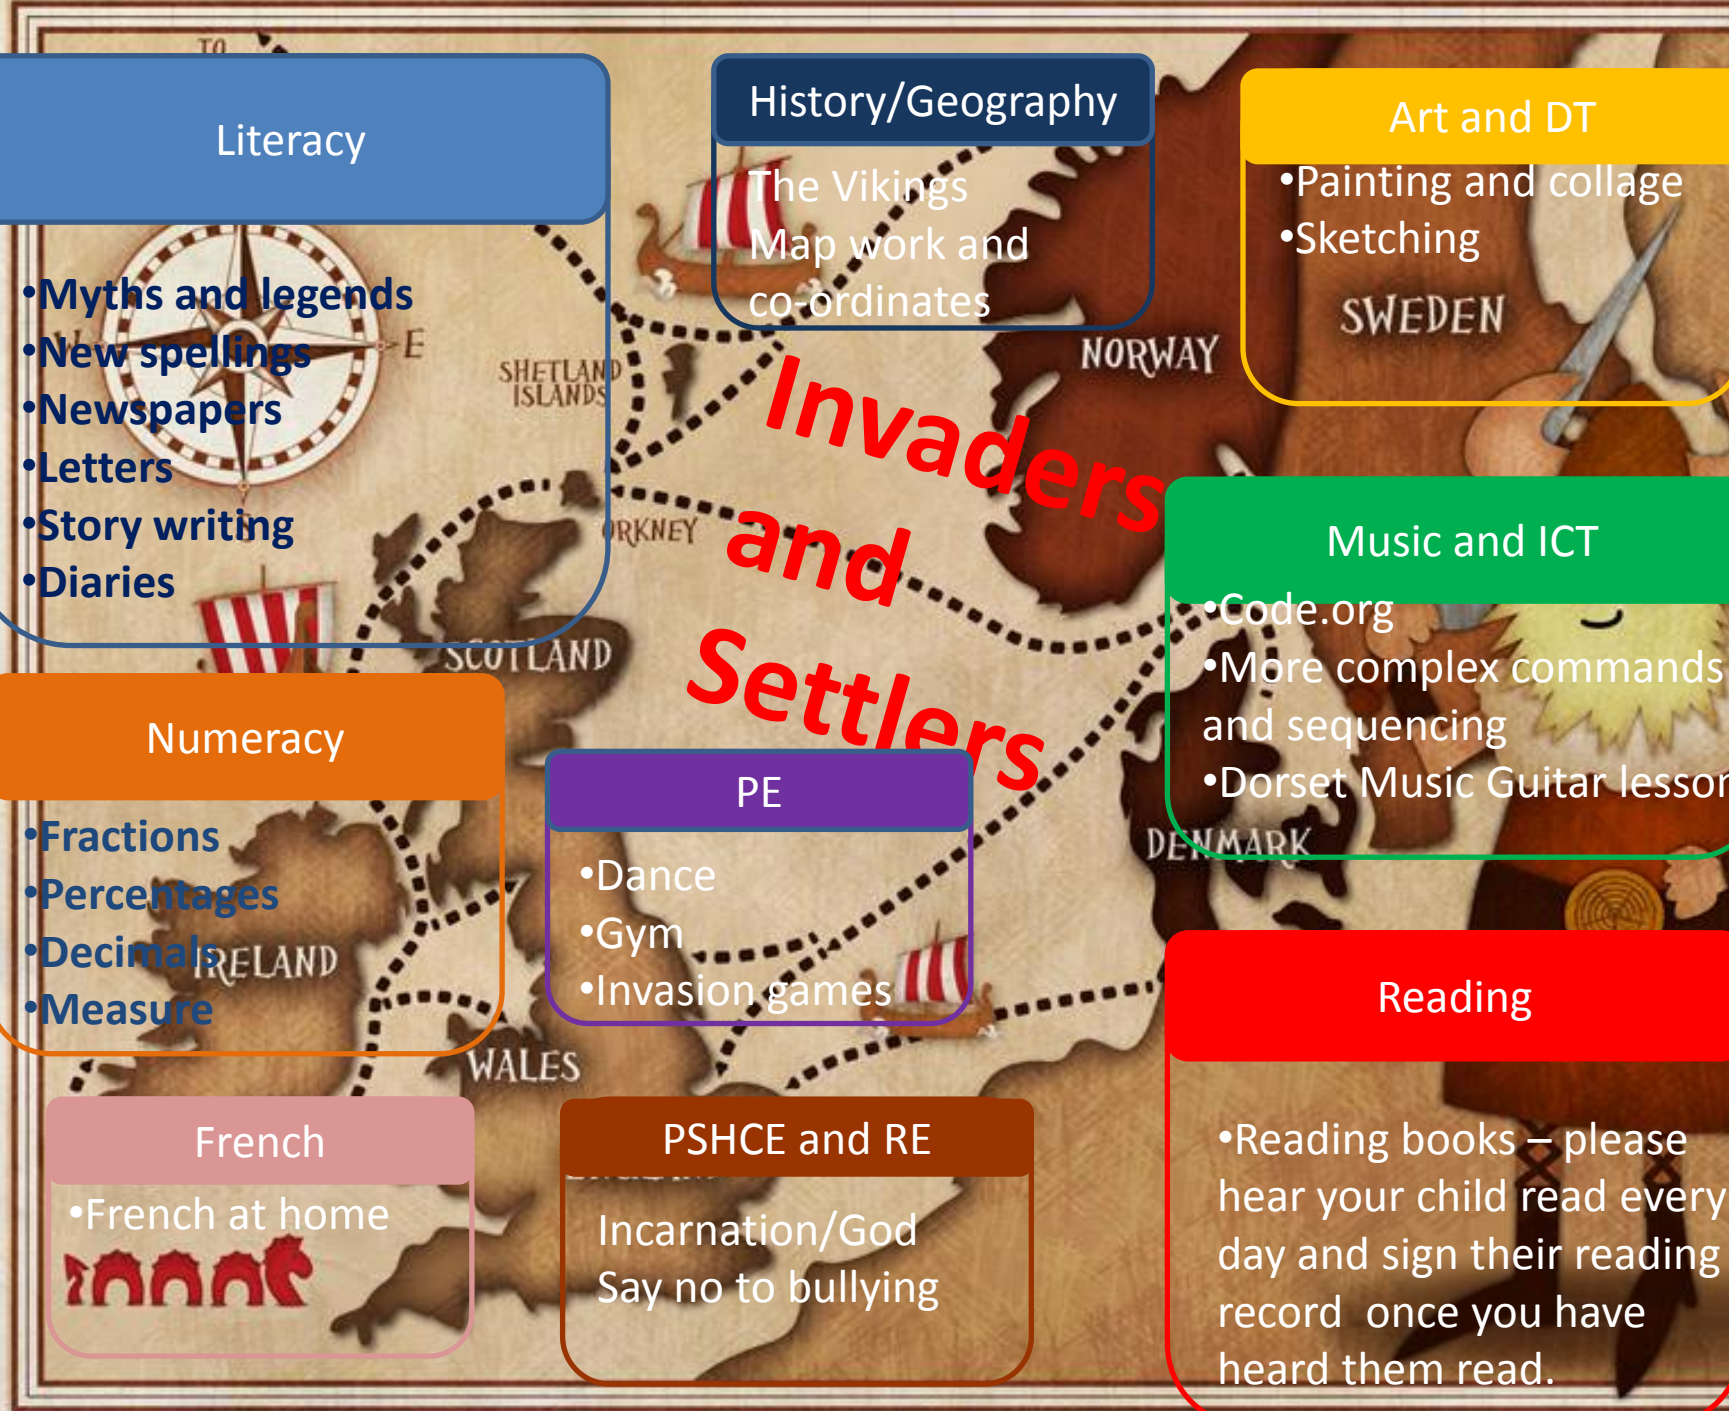 TO
Literacy
•Myths and legends
•New spellings
•Newspapers
•Letters
•Story writing
•Diaries
W
E
S
History/Geography
The Vikings
Map work and
co-ordinates
Art and DT
•Painting and collage
•Sketching
SWEDEN
NORWAY
SHETLAND
ISLANDS
ORKNEY
Invaders
and
Settlers
SCOTLAND
Music and ICT
•Code.org
•More complex commands
and sequencing
•Dorset Music Guitar lesson
DENMARK
Numeracy
•Fractions
•Percentages
•Decimals
•Measure
IRELAND
PE
•Dance
•Gym
•Invasion games
WALES
Reading
•Reading books – please
hear your child read every
day and sign their reading
record once you have
heard them read.
French
•French at home
PSHCE and RE
Incarnation/God
Say no to bullying